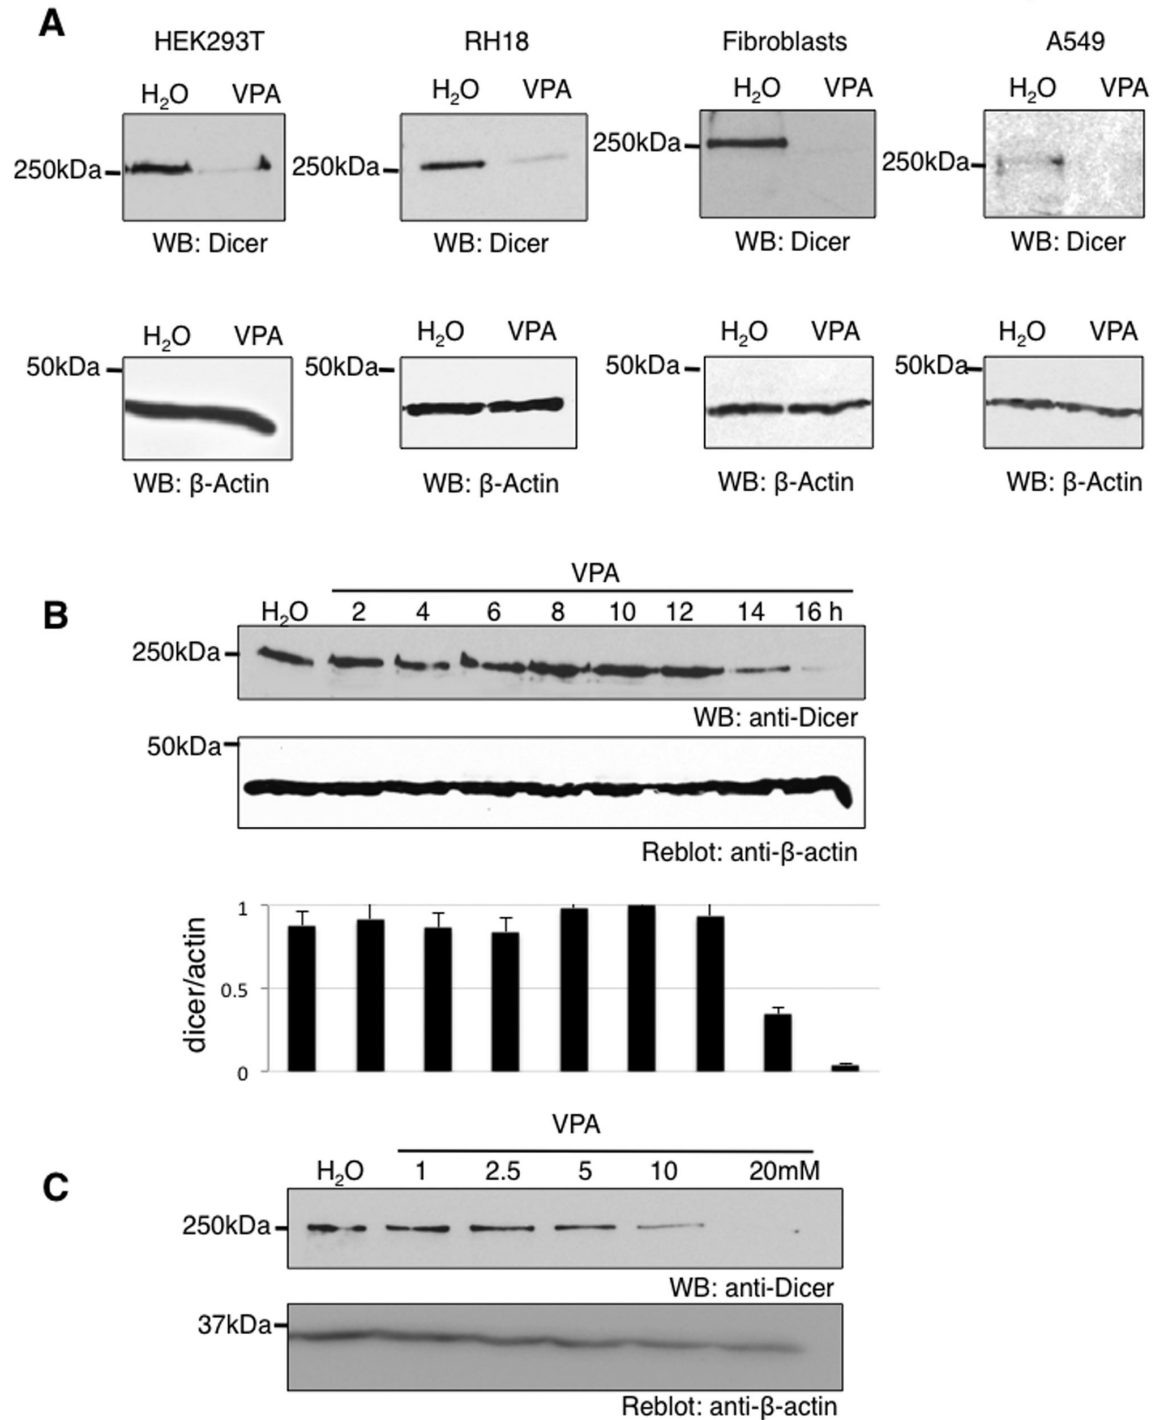 A
HEK293T RH18 Fibroblasts A549
H₂O VPA H₂O VPA H₂O VPA H₂O VPA
250kDa 250kDa 250kDa 250kDa
WB: Dicer WB: Dicer WB: Dicer WB: Dicer
H₂O VPA H₂O VPA H₂O VPA H₂O VPA
50kDa 50kDa 50kDa 50kDa
WB: β-Actin WB: β-Actin WB: β-Actin WB: β-Actin
VPA
B
H₂O 2 4 6 8 10 12 14 16 h
250kDa
WB: anti-Dicer
50kDa
Reblot: anti-β-actin
dicer/actin
1
0.5
0
VPA
C
H₂O 1 2.5 5 10 20mM
250kDa
WB: anti-Dicer
37kDa
Reblot: anti-β-actin